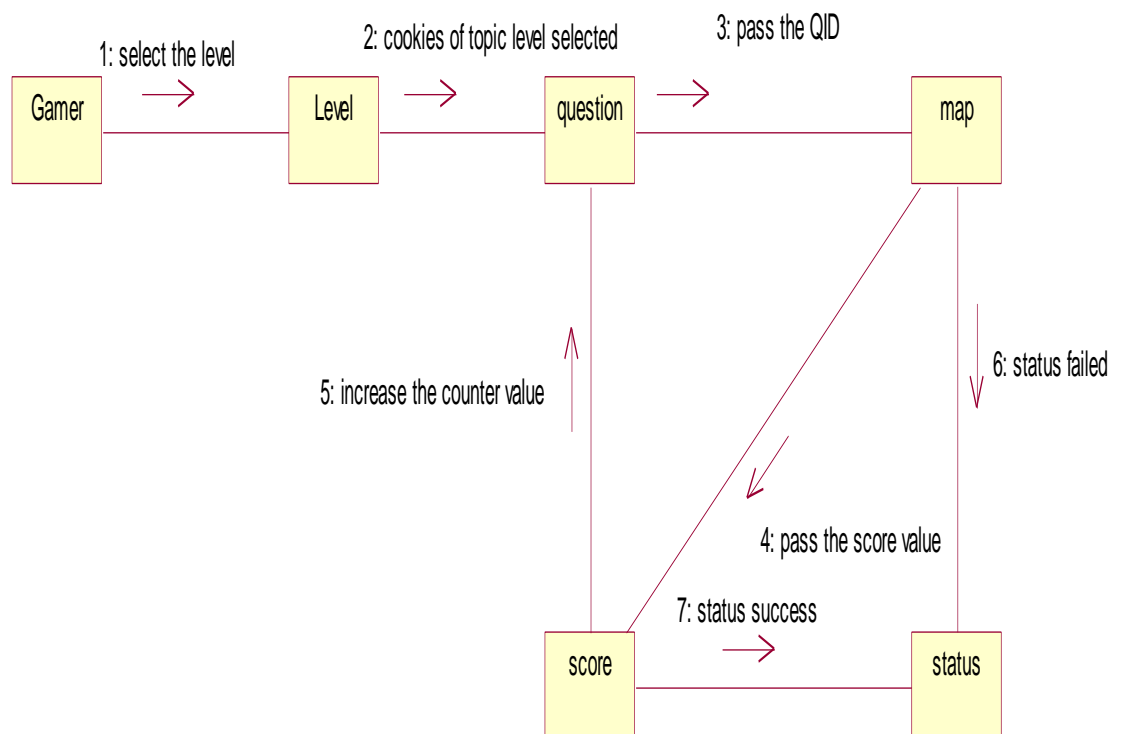 3: pass the QID
2: cookies of topic level selected
1: select the level
Gamer
Level
question
map
6: status failed
5: increase the counter value
4: pass the score value
7: status success
score
status